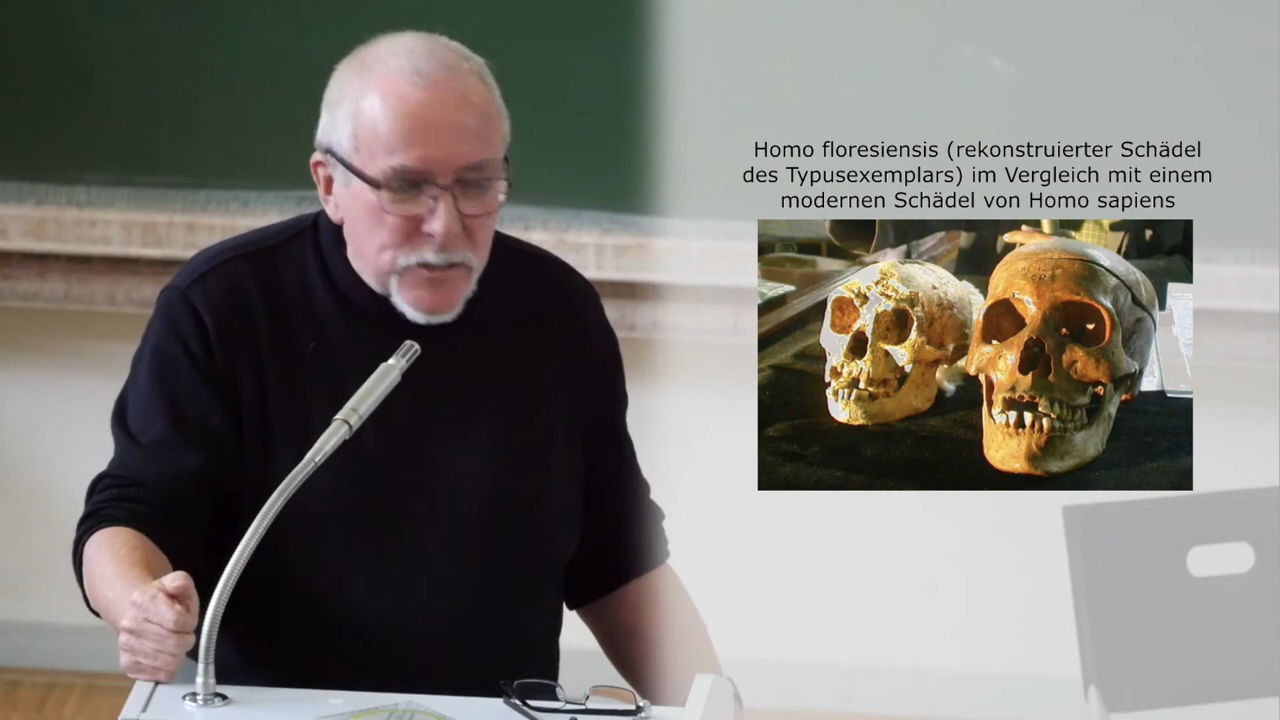 Homo floresiensis (rekonstruierter Schädel
des Typusexemplars) im Vergleich mit einem
modernen Schädel von Homo sapiens